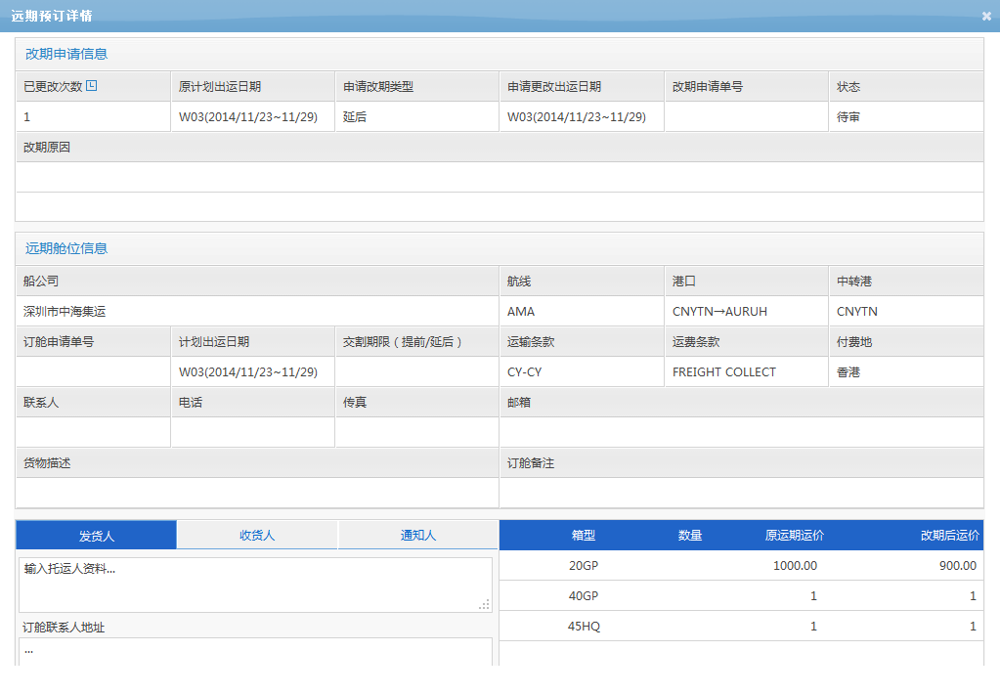 远期预订详情
改期申请信息
已更改次数 原计划出运日期 申请改期类型 申请更改出运日期 改期申请单号 状态
1 W03(2014/11/23~11/29) 延后 W03(2014/11/23~11/29) 待审
改期原因
远期舱位信息
船公司 航线 港口 中转港
深圳市中海集运 AMA CNYTN→AURUH CNYTN
订舱申请单号 计划出运日期 交割期限（提前/延后） 运输条款 运费条款 付费地
W03(2014/11/23~11/29) CY-CY FREIGHT COLLECT 香港
联系人 电话 传真 邮箱
货物描述 订舱备注
发货人 收货人 通知人 箱型 数量 原运期运价 改期后运价
输入托运人资料... 20GP 1000.00 900.00
40GP 1 1
订舱联系人地址 45HQ 1 1
...